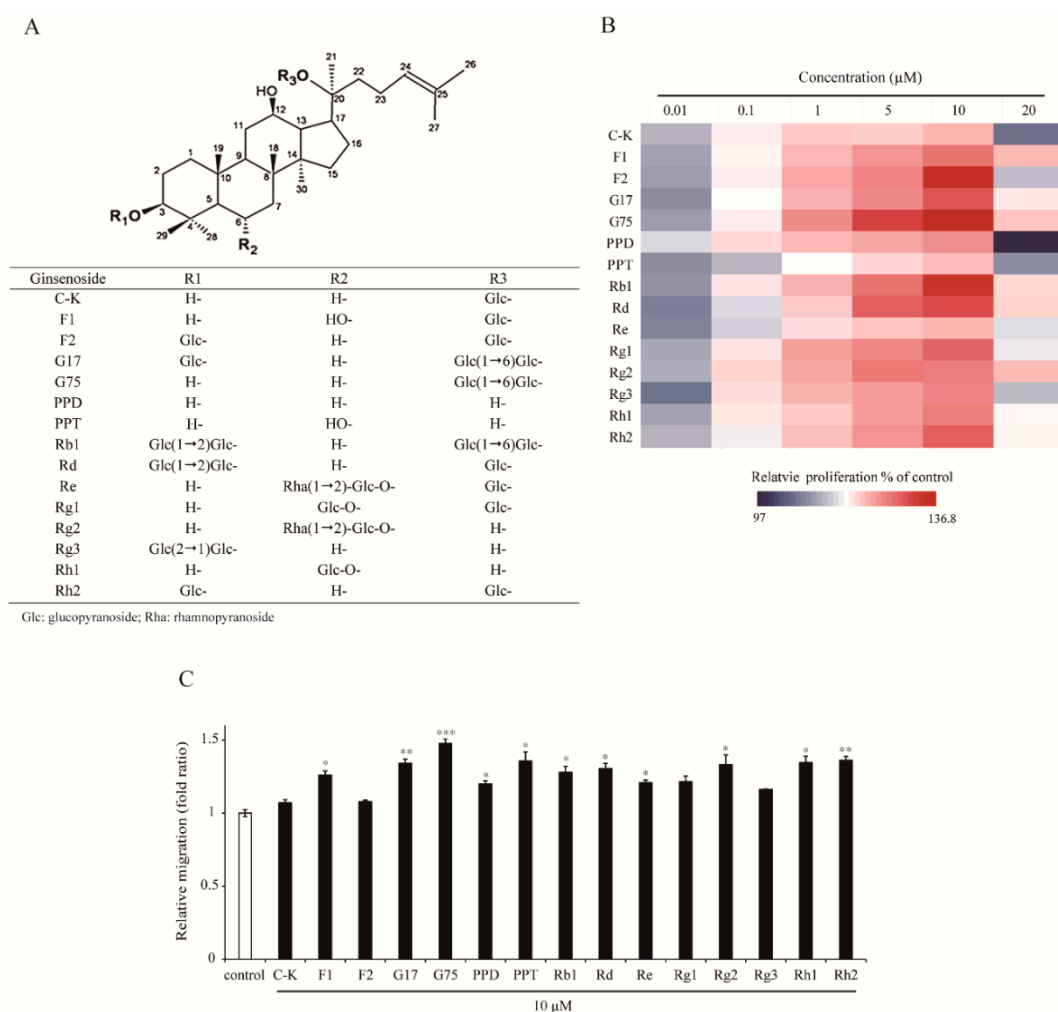 A
21
26
R₃O
22
24
HO
20
25
12
23
11
13
17
27
19
18
16
1
14
2
9
8
15
10
30
5
7
3
4
6
R₁O
29
28
R₂
Ginsenoside R1 R2 R3
C-K H- H- Glc-
F1 H- HO- Glc-
F2 Glc- H- Glc-
G17 Glc- H- Glc(1→6)Glc-
G75 H- H- Glc(1→6)Glc-
PPD H- H- H-
PPT H- HO- H-
Rb1 Glc(1→2)Glc- H- Glc(1→6)Glc-
Rd Glc(1→2)Glc- H- Glc-
Re H- Rha(1→2)-Glc-O- Glc-
Rg1 H- Glc-O- Glc-
Rg2 H- Rha(1→2)-Glc-O- H-
Rg3 Glc(2→1)Glc- H- H-
Rh1 H- Glc-O- H-
Rh2 Glc- H- Glc-
Glc: glucopyranoside; Rha: rhamnopyranoside
B
Concentration (µM)
0.01 0.1 1 5 10 20
C-K
F1
F2
G17
G75
PPD
PPT
Rb1
Rd
Re
Rg1
Rg2
Rg3
Rh1
Rh2
Relatvie proliferation % of control
97 136.8
C
Relative migration (fold ratio)
1.5
1
0.5
0
* ** *** * * * * * * * **
control C-K F1 F2 G17 G75 PPD PPT Rb1 Rd Re Rg1 Rg2 Rg3 Rh1 Rh2
10 µM